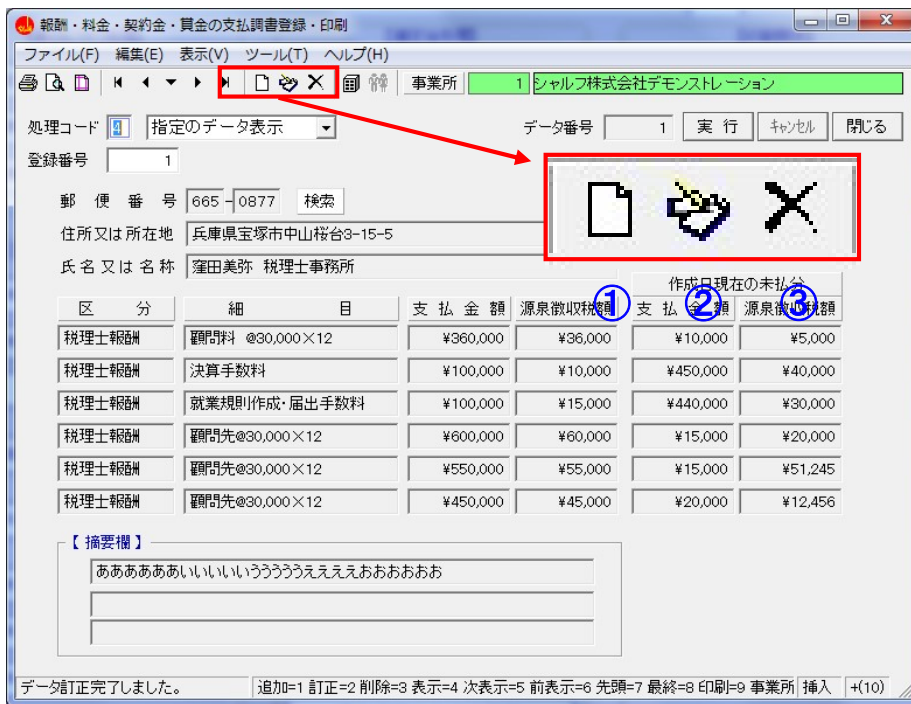 報酬・料金・契約金・賞金の支払調書登録・印刷
ファイル(F) 編集(E) 表示(V) ツール(T) ヘルプ(H)
事業所 1 シャルフ株式会社デモンストレーション
処理コード 4 指定のデータ表示 データ番号 1 実 行 キャンセル 閉じる
登録番号 1
郵 便 番 号 665 - 0877 検索
住所又は所在地 兵庫県宝塚市中山桜台3-15-5
氏名又は名称 窪田美弥 税理士事務所
作成日現在の未払分
区 分 細 目 支 払 金 額 源泉徴収税額 ① 支 払 金 額 ② 源泉徴収税額 ③
税理士報酬 顧問料 @30,000×12 ¥360,000 ¥36,000 ¥10,000 ¥5,000
税理士報酬 決算手数料 ¥100,000 ¥10,000 ¥450,000 ¥40,000
税理士報酬 就業規則作成・届出手数料 ¥100,000 ¥15,000 ¥440,000 ¥30,000
税理士報酬 顧問先@30,000×12 ¥600,000 ¥60,000 ¥15,000 ¥20,000
税理士報酬 顧問先@30,000×12 ¥550,000 ¥55,000 ¥15,000 ¥51,245
税理士報酬 顧問先@30,000×12 ¥450,000 ¥45,000 ¥20,000 ¥12,456
【 摘要欄 】
ああああああいいいいいうううううええええおおおおおお
データ訂正完了しました。 追加=1 訂正=2 削除=3 表示=4 次表示=5 前表示=6 先頭=7 最終=8 印刷=9 事業所 挿入 +(10)